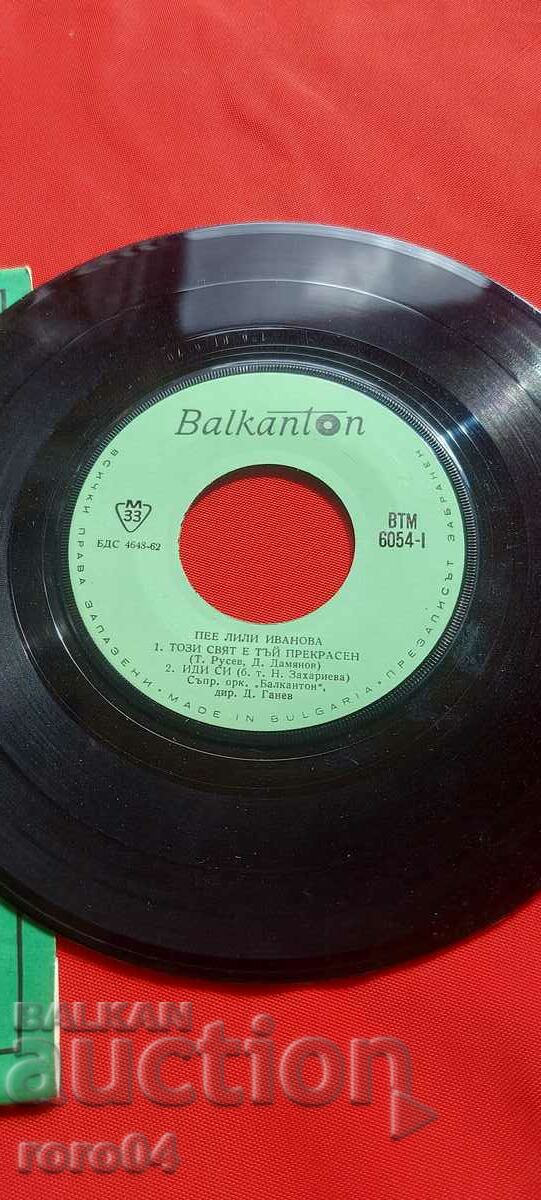 Balkanton
M
33
БДС 4648-62
ВТМ
6054-I
ПЕЕ ЛИЛИ ИВАНОВА
1. ТОЗИ СВЯТ Е ТЪЙ ПРЕКРАСЕН
(Т. Русев, Д. Дамянов)
2. ИДИ СИ (б. т. Н. Захариева)
Съпр. орк. „Балкантон“,
дир. Д. Ганев
ВСИЧКИ ПРАВА ЗАПАЗЕНИ • MADE IN BULGARIA • ПРЕЗАПИСЪТ ЗАБРАНЕН
BALKAN
auction
roro04